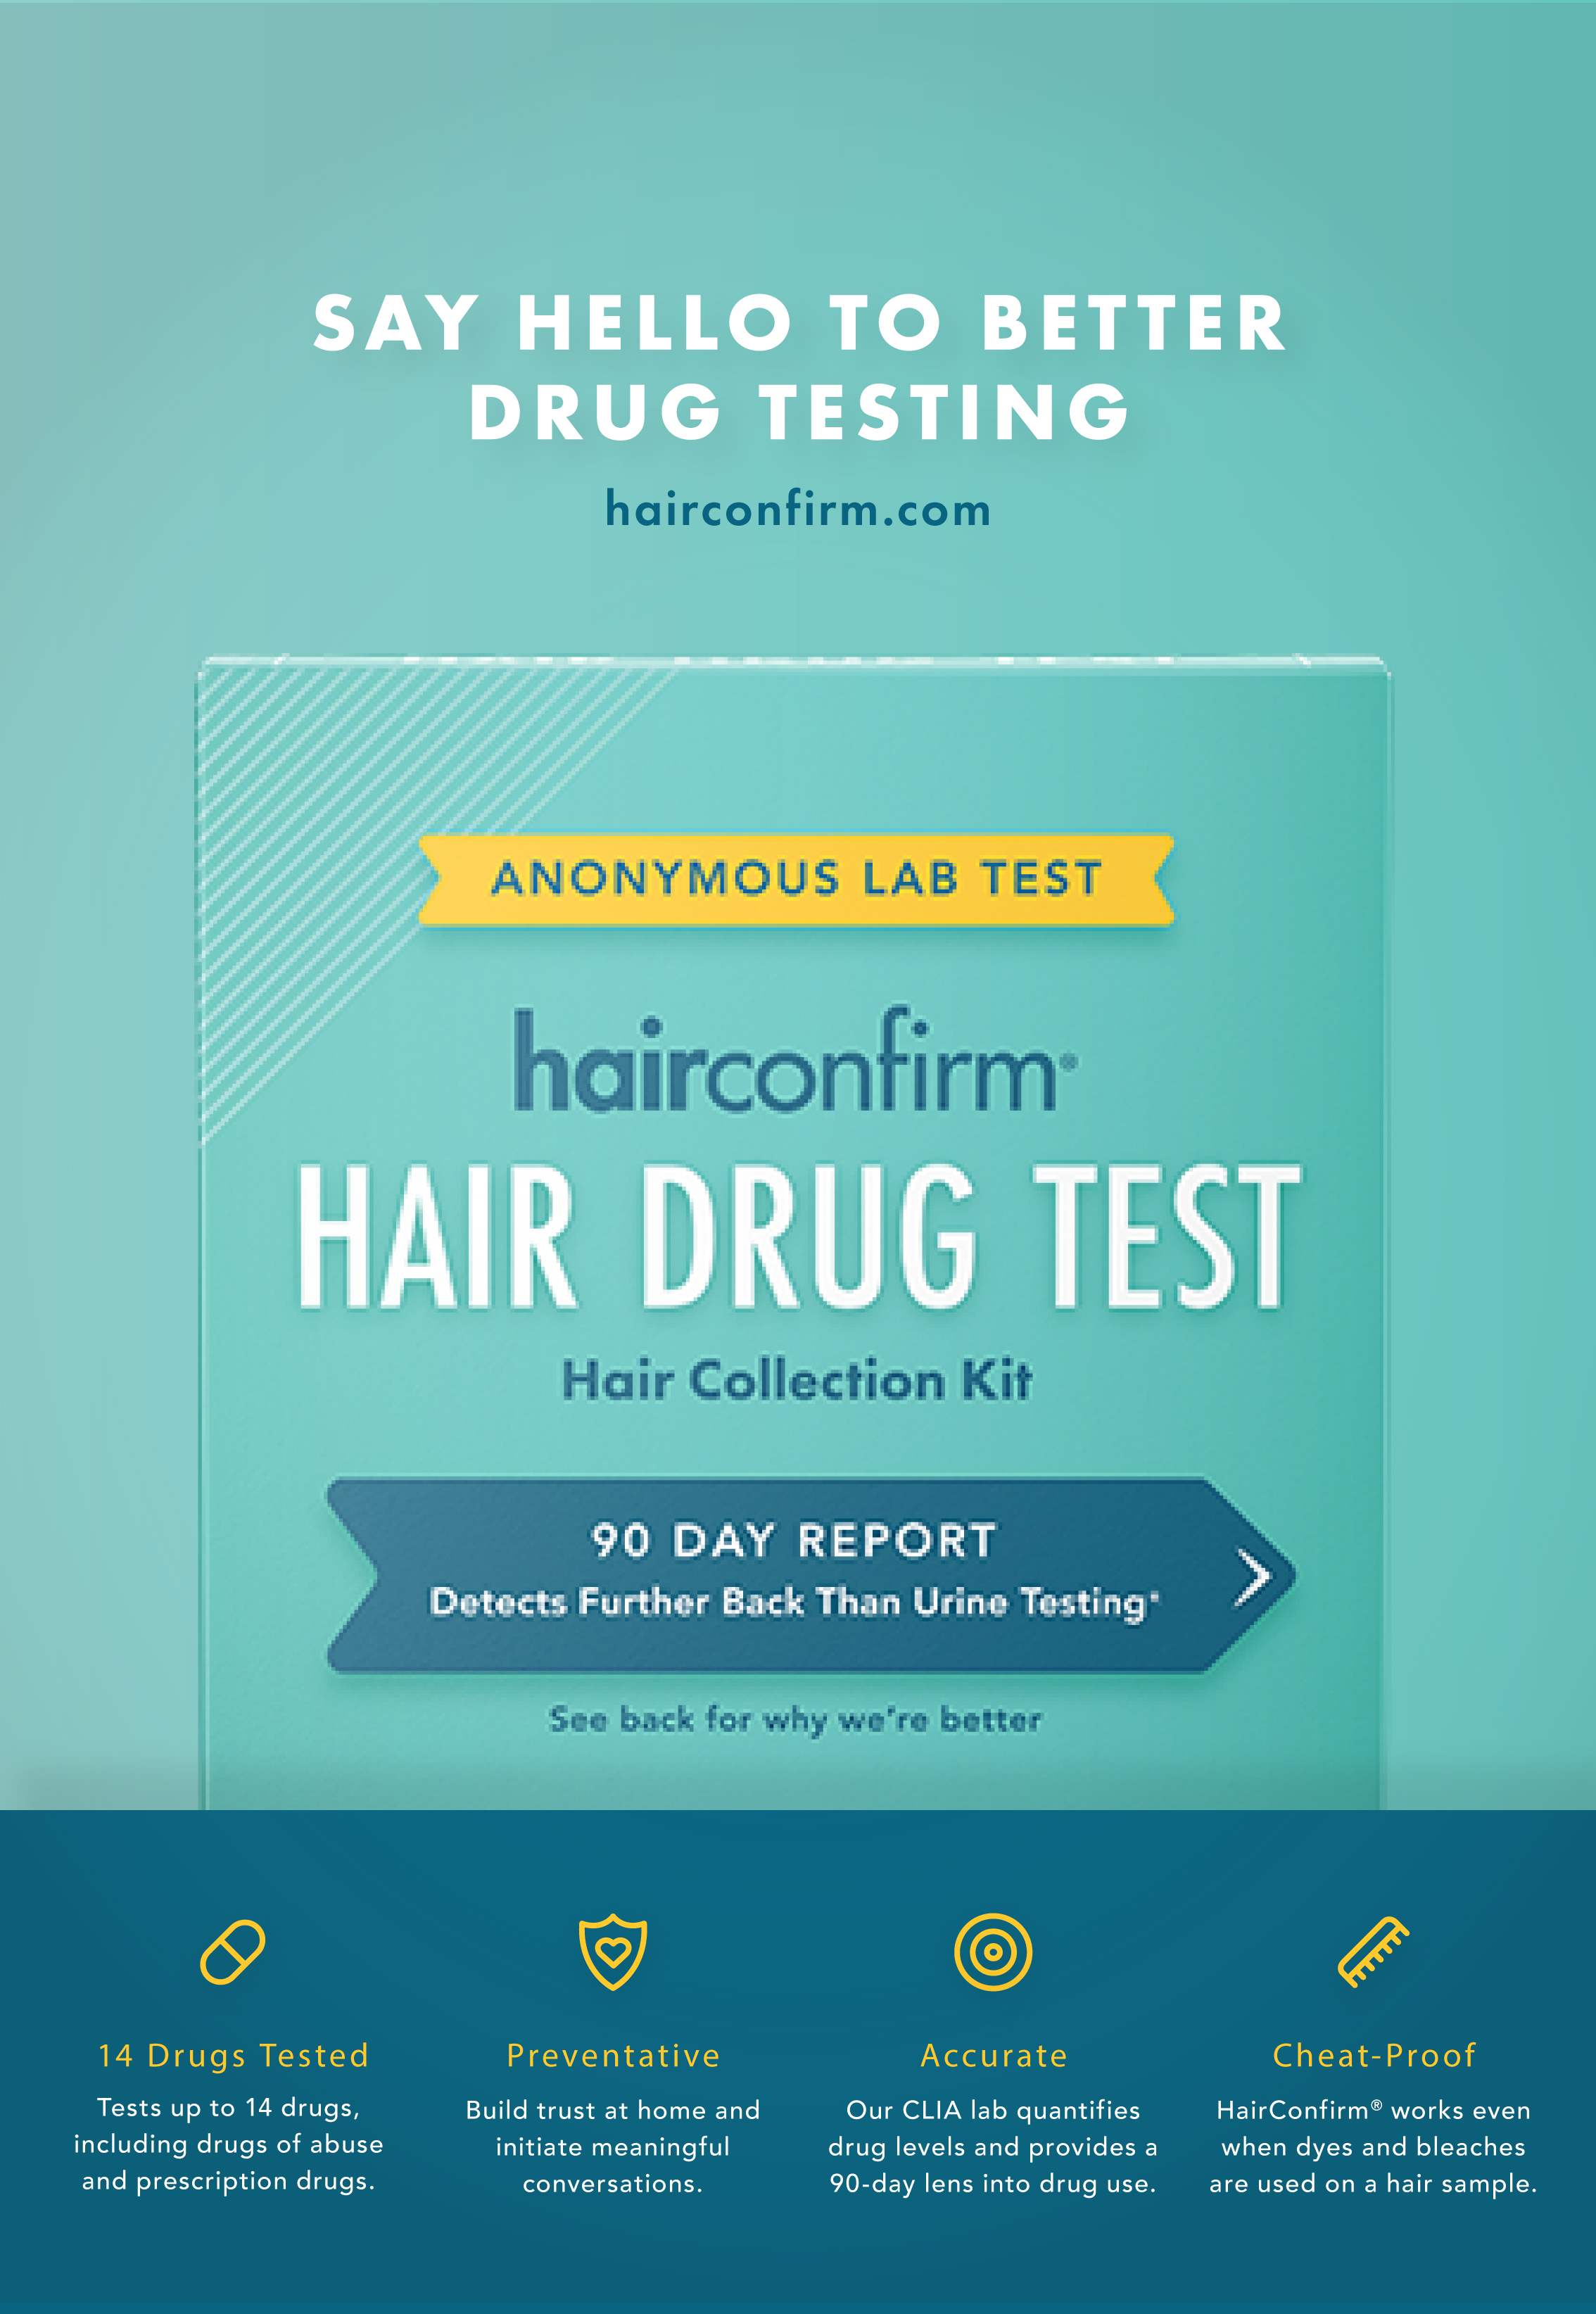 SAY HELLO TO BETTER
DRUG TESTING
hairconfirm.com
ANONYMOUS LAB TEST
hairconfirm®
HAIR DRUG TEST
Hair Collection Kit
90 DAY REPORT
Detects Further Back Than Urine Testing*
See back for why we're better
14 Drugs Tested
Tests up to 14 drugs,
including drugs of abuse
and prescription drugs.
Preventative
Build trust at home and
initiate meaningful
conversations.
Accurate
Our CLIA lab quantifies
drug levels and provides a
90-day lens into drug use.
Cheat-Proof
HairConfirm® works even
when dyes and bleaches
are used on a hair sample.